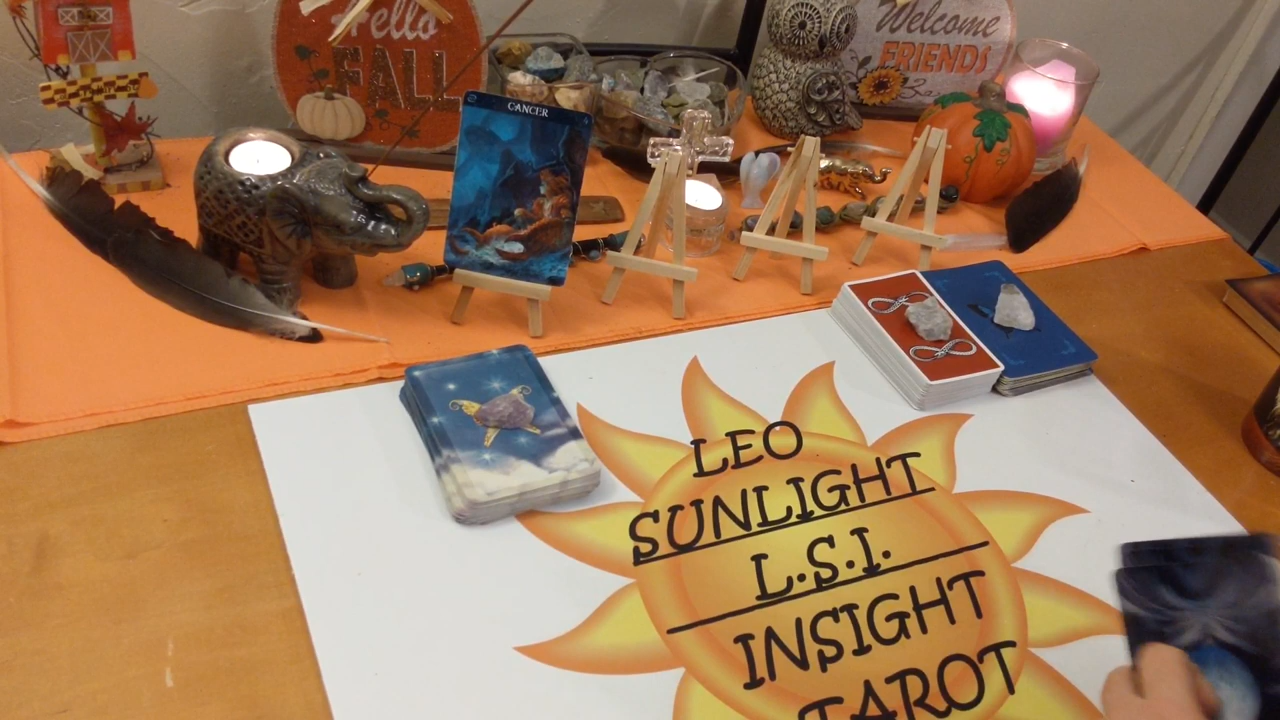 Hello
FALL
Welcome
FRIENDS
CANCER
LEO
SUNLIGHT
L.S.I.
INSIGHT
TAROT